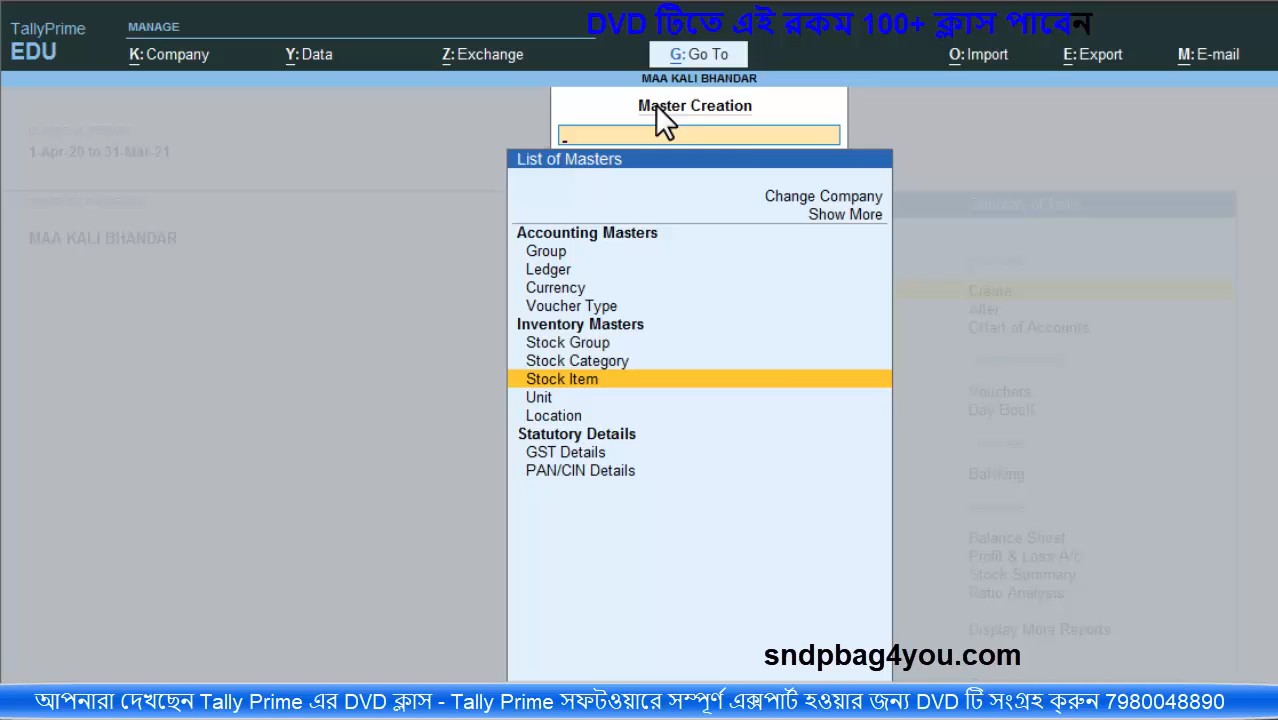 DVD টিতে এই রকম 100+ ক্লাস পাবেন
TallyPrime
EDU
MANAGE
K: Company
Y: Data
Z: Exchange
G: Go To
O: Import
E: Export
M: E-mail
MAA KALI BHANDAR
Master Creation
1-Apr-20 to 31-Mar-21
List of Masters
Change Company
Show More
MAA KALI BHANDAR
Accounting Masters
Group
Ledger
Currency
Voucher Type
Inventory Masters
Stock Group
Stock Category
Stock Item
Unit
Location
Statutory Details
GST Details
PAN/CIN Details
Gateway of Tally
Create
Alter
Chart of Accounts
Vouchers
Day Book
Banking
Balance Sheet
Profit & Loss A/c
Stock Summary
Ratio Analysis
Display More Reports
sndpbag4you.com
আপনারা দেখছেন Tally Prime এর DVD ক্লাস - Tally Prime সফটওয়ারে সম্পূর্ণ এক্সপার্ট হওয়ার জন্য DVD টি সংগ্রহ করুন 7980048890